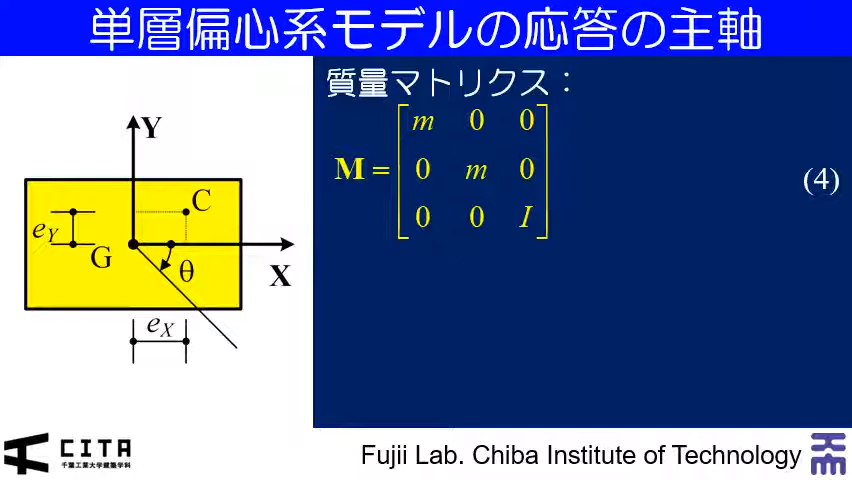 単層偏心系モデルの応答の主軸
質量マトリクス：
M = [ m 0 0
0 m 0
0 0 I ]
(4)
Y
C
e_Y
G
θ
X
e_X
CITA
千葉工業大学建築学科
Fujii Lab. Chiba Institute of Technology